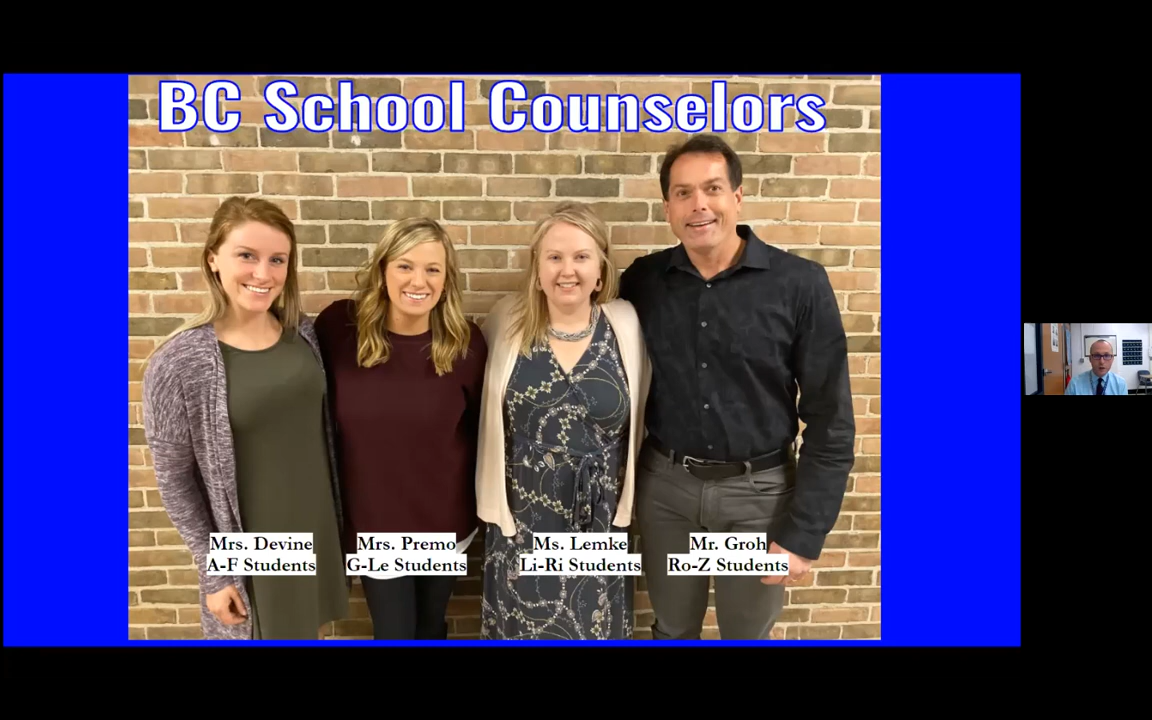 BC School Counselors
Mrs. Devine
A-F Students
Mrs. Premo
G-Le Students
Ms. Lemke
Li-Ri Students
Mr. Groh
Ro-Z Students